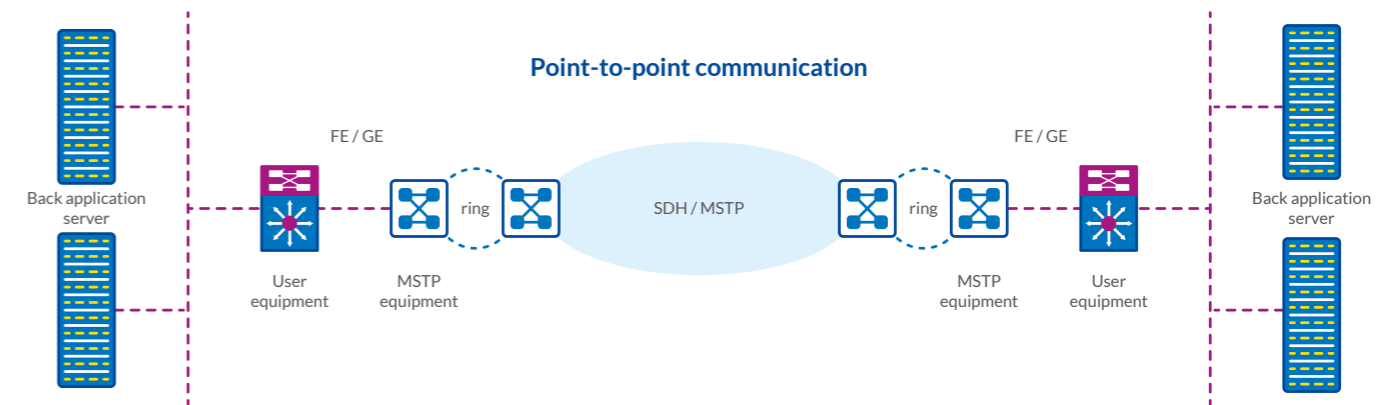 Point-to-point communication
FE / GE
FE / GE
Back application
server
ring
SDH / MSTP
ring
Back application
server
User
equipment
MSTP
equipment
MSTP
equipment
User
equipment